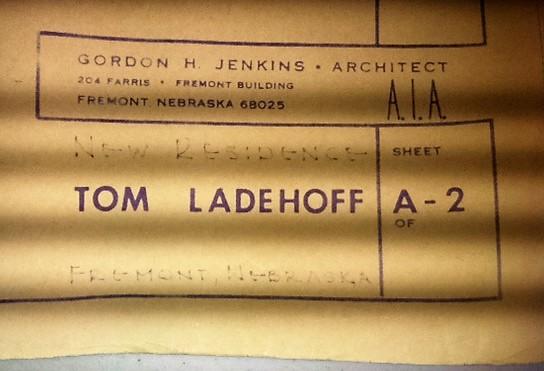 GORDON H. JENKINS • ARCHITECT
204 FARRIS • FREMONT BUILDING
FREMONT, NEBRASKA 68025
A.I.A.
NEW RESIDENCE
SHEET
TOM LADEHOFF
A-2
OF
FREMONT, NEBRASKA